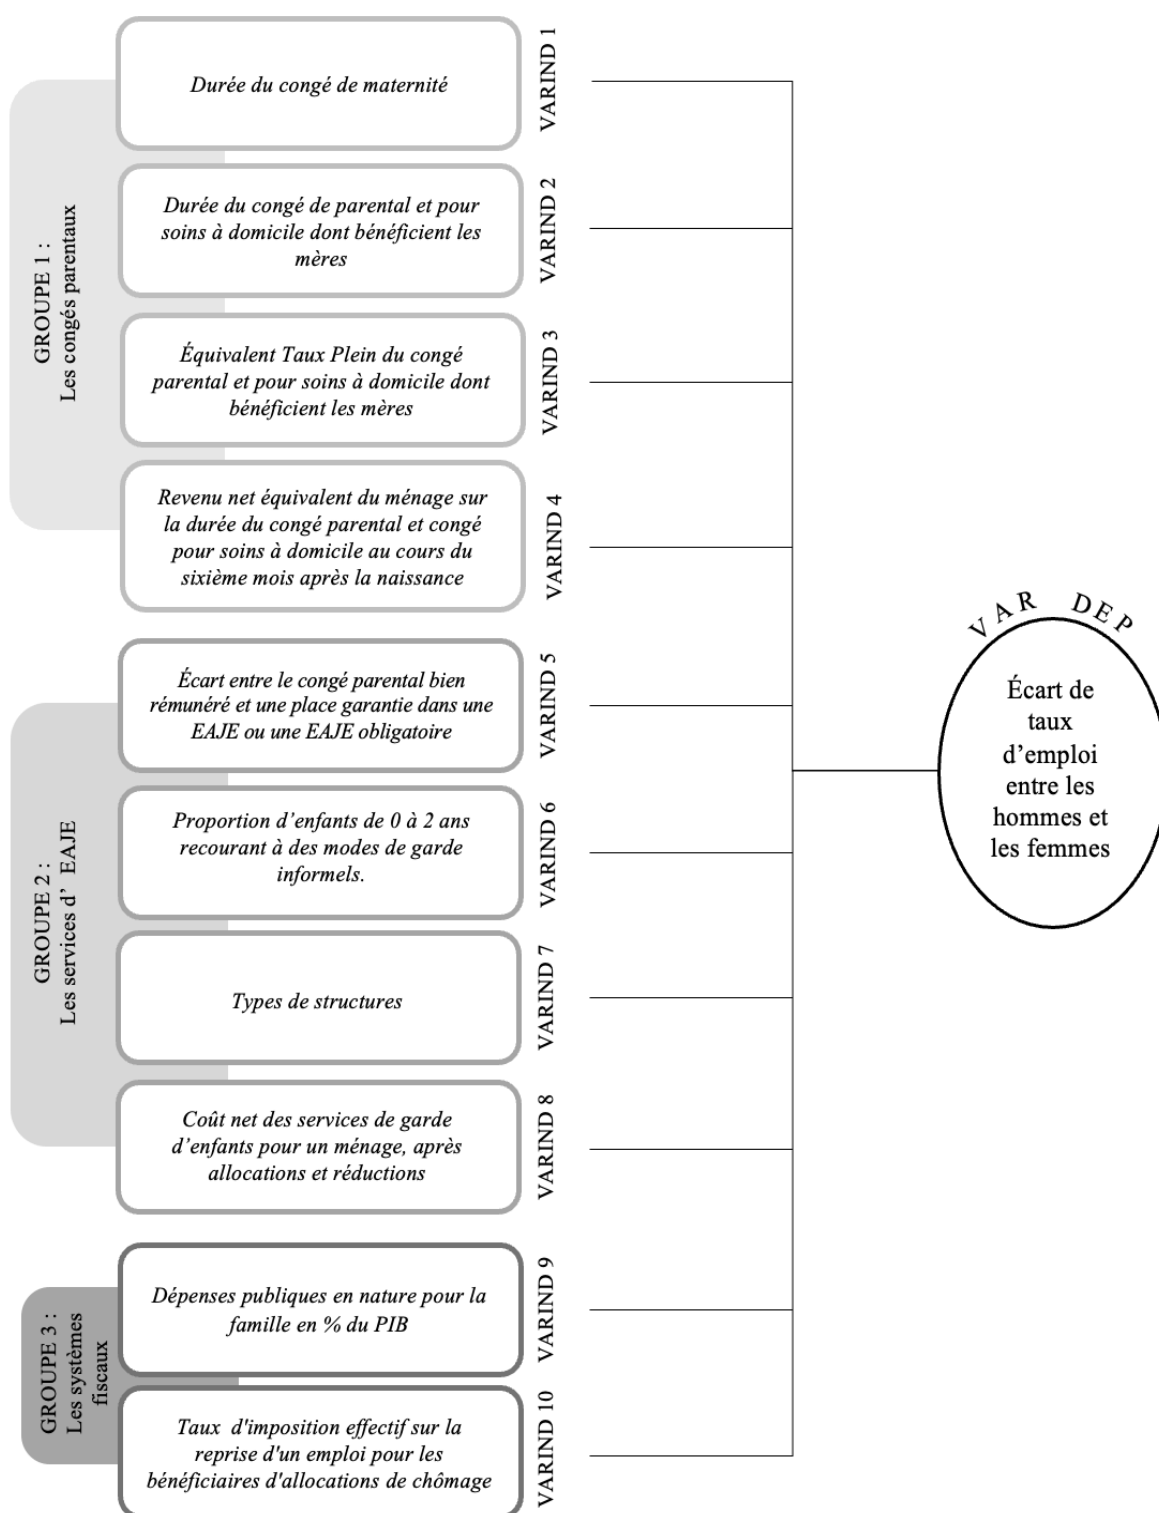 GROUPE 1 :
Les congés parentaux
Durée du congé de maternité
VARIND 1
Durée du congé de parental et pour
soins à domicile dont bénéficient les
mères
VARIND 2
Équivalent Taux Plein du congé
parental et pour soins à domicile dont
bénéficient les mères
VARIND 3
Revenu net équivalent du ménage sur
la durée du congé parental et congé
pour soins à domicile au cours du
sixième mois après la naissance
VARIND 4
GROUPE 2 :
Les services d’ EAJE
Écart entre le congé parental bien
rémunéré et une place garantie dans une
EAJE ou une EAJE obligatoire
VARIND 5
Proportion d’enfants de 0 à 2 ans
recourant à des modes de garde
informels.
VARIND 6
Types de structures
VARIND 7
Coût net des services de garde
d’enfants pour un ménage, après
allocations et réductions
VARIND 8
GROUPE 3 :
Les systèmes
fiscaux
Dépenses publiques en nature pour la
famille en % du PIB
VARIND 9
Taux d'imposition effectif sur la
reprise d'un emploi pour les
bénéficiaires d'allocations de chômage
VARIND 10
VAR DEP
Écart de
taux
d’emploi
entre les
hommes et
les femmes